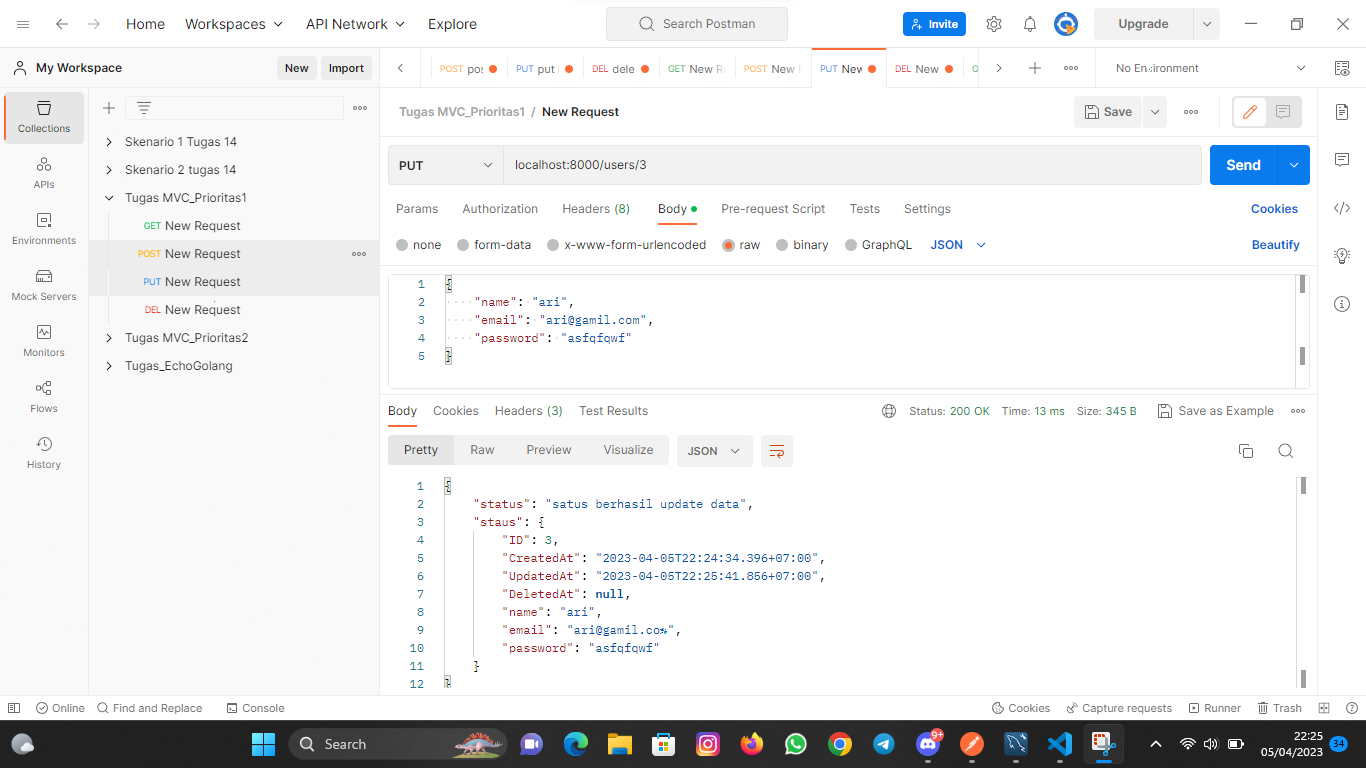 Home Workspaces API Network Explore Search Postman Invite Upgrade
My Workspace New Import POST pos PUT put DEL dele GET New Re POST New PUT New DEL New G No Environment
Collections
APIs
Environments
Mock Servers
Monitors
Flows
History
Skenario 1 Tugas 14
Skenario 2 tugas 14
Tugas MVC_Prioritas1
GET New Request
POST New Request
PUT New Request
DEL New Request
Tugas MVC_Prioritas2
Tugas_EchoGolang
Tugas MVC_Prioritas1 / New Request Save
PUT localhost:8000/users/3 Send
Params Authorization Headers (8) Body Pre-request Script Tests Settings Cookies
none form-data x-www-form-urlencoded raw binary GraphQL JSON Beautify
1 {
2 "name": "ari",
3 "email": "ari@gamil.com",
4 "password": "asfqfqwf"
5 }
Body Cookies Headers (3) Test Results Status: 200 OK Time: 13 ms Size: 345 B Save as Example
Pretty Raw Preview Visualize JSON
1 {
2 "status": "satus berhasil update data",
3 "staus": {
4 "ID": 3,
5 "CreatedAt": "2023-04-05T22:24:34.396+07:00",
6 "UpdatedAt": "2023-04-05T22:25:41.856+07:00",
7 "DeletedAt": null,
8 "name": "ari",
9 "email": "ari@gamil.com",
10 "password": "asfqfqwf"
11 }
12 }
Online Find and Replace Console Cookies Capture requests Runner Trash
Search 9+ 22:25
05/04/2023 34